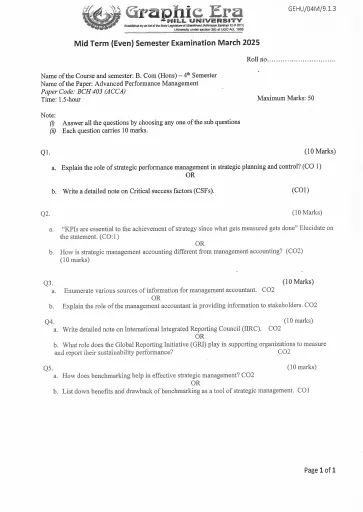 GEHU/04M/9.1.3
Graphic Era
HILL UNIVERSITY
Mid Term (Even) Semester Examination March 2025
Roll no..............................
Name of the Course and semester: B. Com (Hons) – 4th Semester
Name of the Paper: Advanced Performance Management
Paper Code: BCH 403 (ACCA)
Time: 1.5-hour Maximum Marks: 50
Note:
(i) Answer all the questions by choosing any one of the sub questions
(ii) Each question carries 10 marks.
Q1. (10 Marks)
a. Explain the role of strategic performance management in strategic planning and control? (CO 1)
OR
b. Write a detailed note on Critical success factors (CSFs). (CO1)
Q2. (10 Marks)
a. “KPIs are essential to the achievement of strategy since what gets measured gets done” Elucidate on
the statement. (CO:1)
OR
b. How is strategic management accounting different from management accounting? (CO2)
(10 marks)
Q3. (10 Marks)
a. Enumerate various sources of information for management accountant. CO2
OR
b. Explain the role of the management accountant in providing information to stakeholders. CO2
Q4. (10 marks)
a. Write detailed note on International Integrated Reporting Council (IIRC). CO2
OR
b. What role does the Global Reporting Initiative (GRI) play in supporting organizations to measure
and report their sustainability performance? CO2
Q5. (10 marks)
a. How does benchmarking help in effective strategic management? CO2
OR
b. List down benefits and drawback of benchmarking as a tool of strategic management. CO1
Page 1 of 1